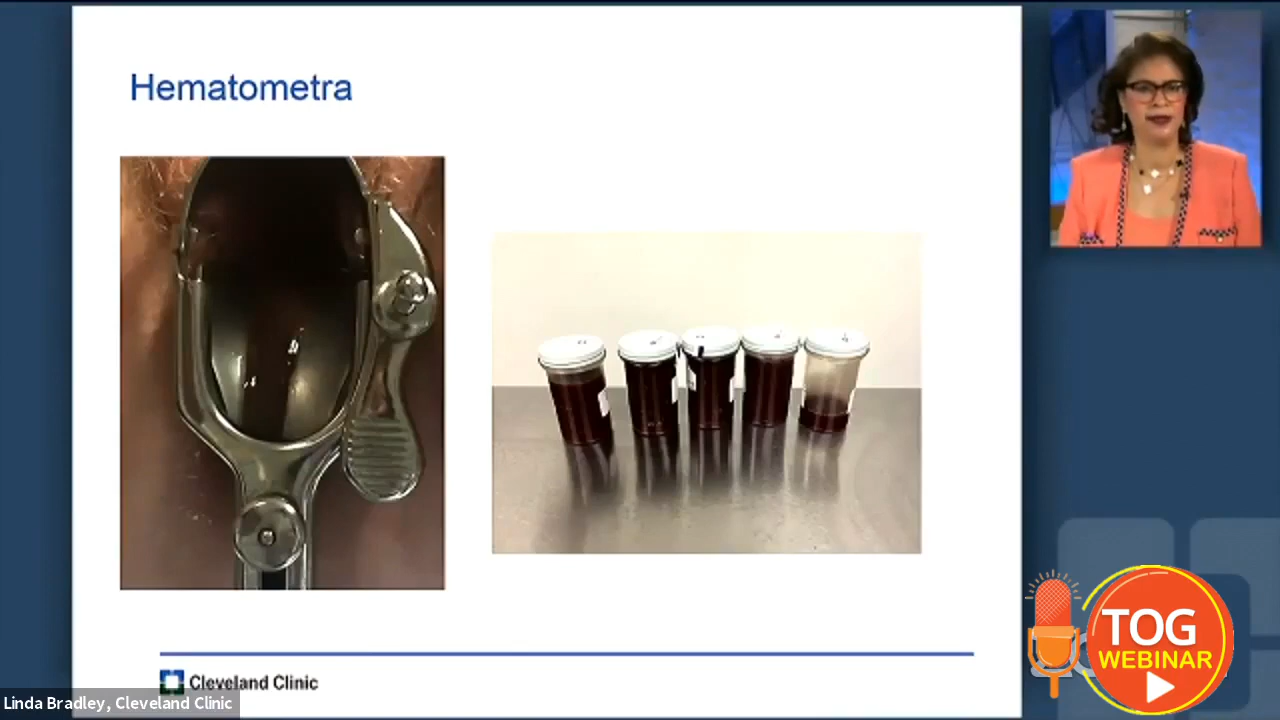 Hematometra
Cleveland Clinic
Linda Bradley, Cleveland Clinic
TOG
WEBINAR